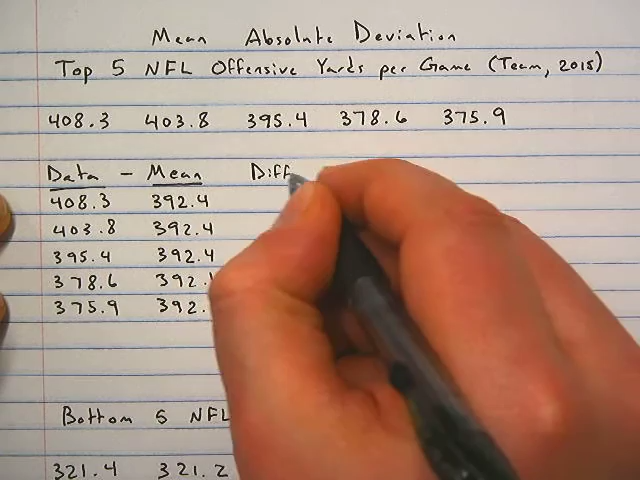 Mean Absolute Deviation
Top 5 NFL Offensive Yards per Game (Team, 2015)
408.3 403.8 395.4 378.6 375.9
Data - Mean Diff
408.3 392.4
403.8 392.4
395.4 392.4
378.6 392.
375.9 392.
Bottom 5 NFL
321.4 321.2